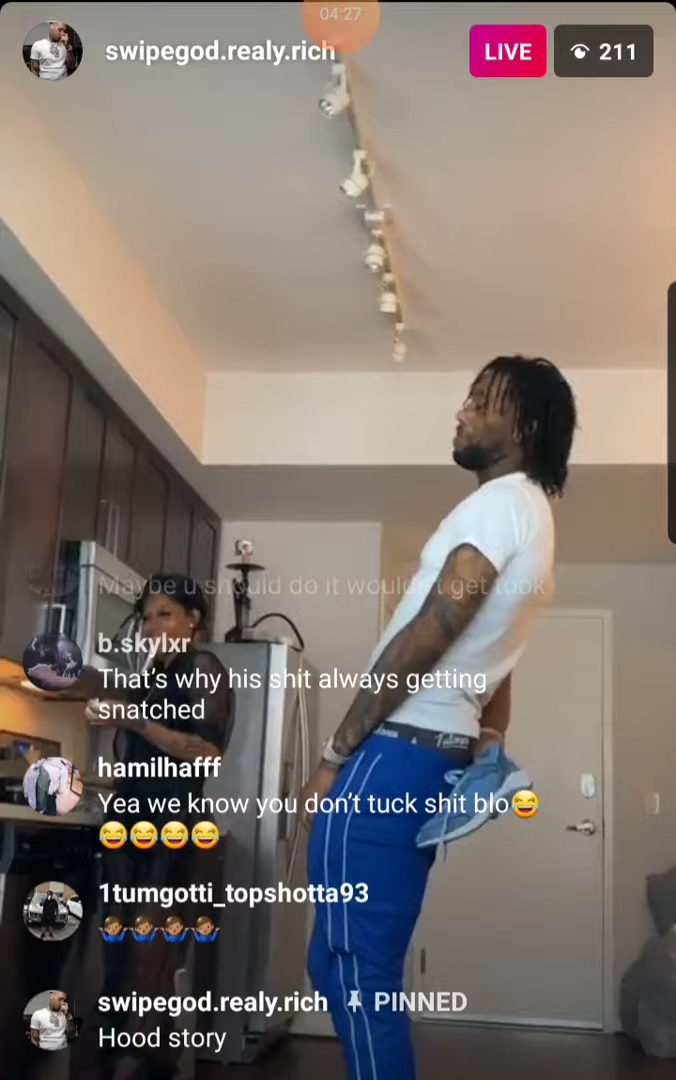 04:27
swipegod.realy.rich
LIVE
211
Maybe u should do it wouldn't get took
b.skylxr
That's why his shit always getting
snatched
hamilhafff
Yea we know you don't tuck shit blo😂
😂😂😂😂
1tumgotti_topshotta93
🤷🏽‍♂️🤷🏽‍♂️🤷🏽‍♂️🤷🏽‍♂️
swipegod.realy.rich PINNED
Hood story